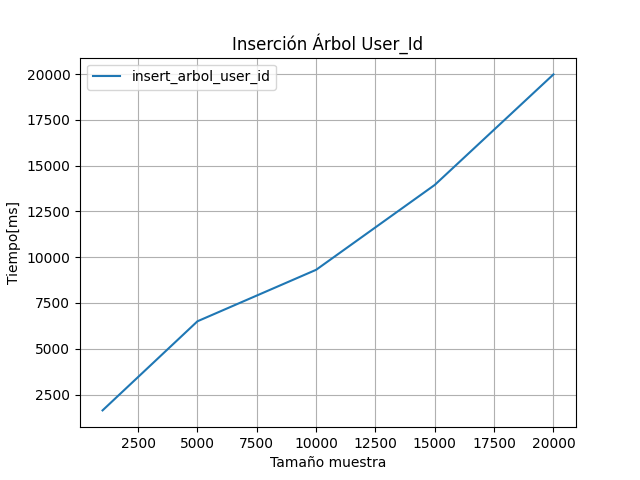 Inserción Árbol User_Id
insert_arbol_user_id
20000
17500
15000
12500
10000
7500
5000
2500
Tiempo[ms]
2500 5000 7500 10000 12500 15000 17500 20000
Tamaño muestra